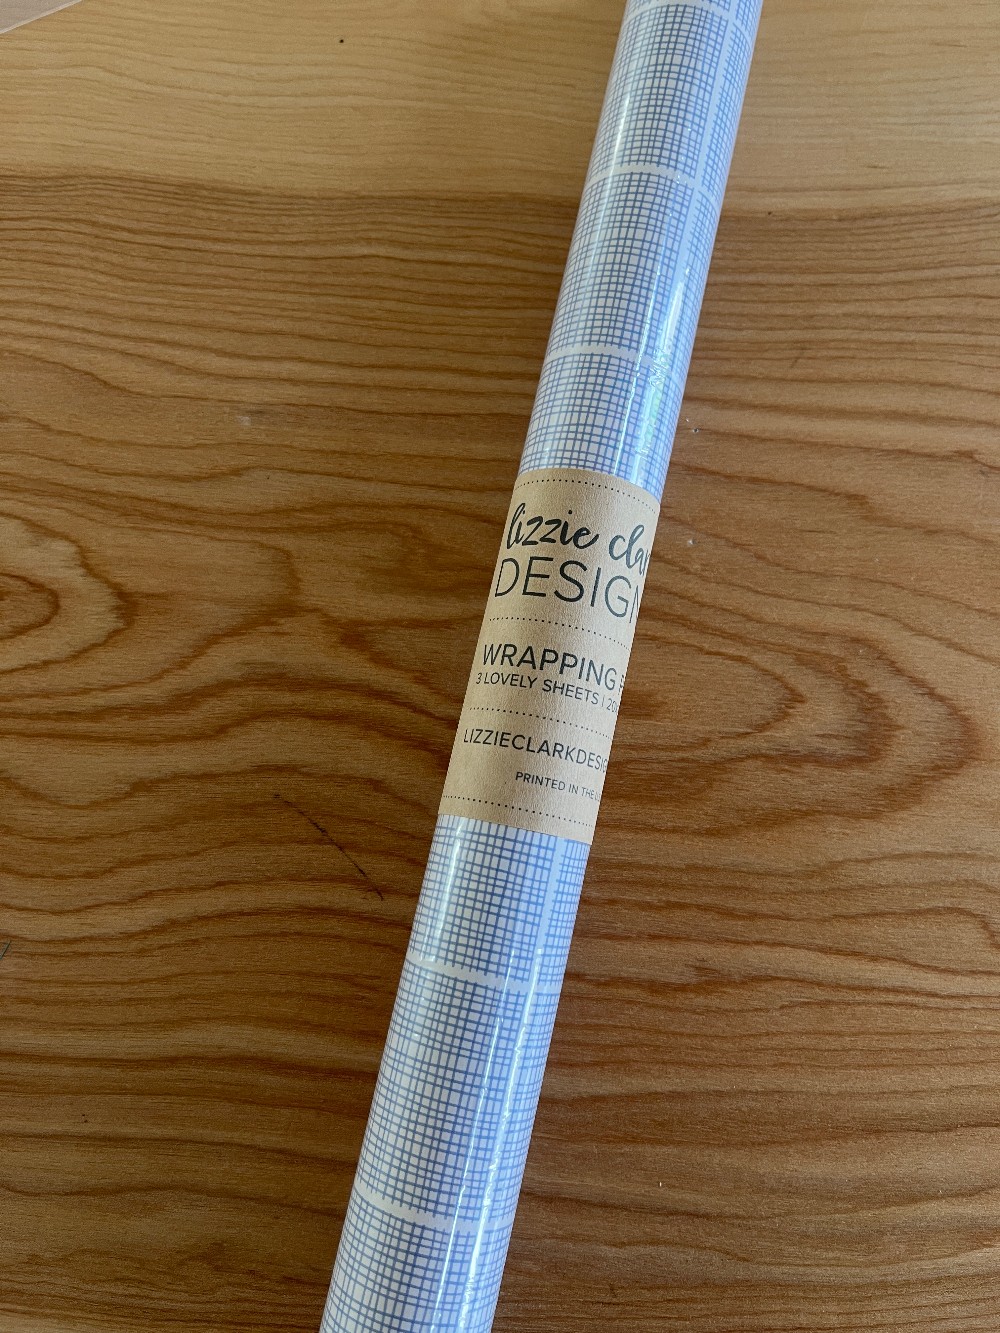 lizzie clar
DESIGN
WRAPPING
3 LOVELY SHEETS | 20
LIZZIECLARKDESIG
PRINTED IN THE